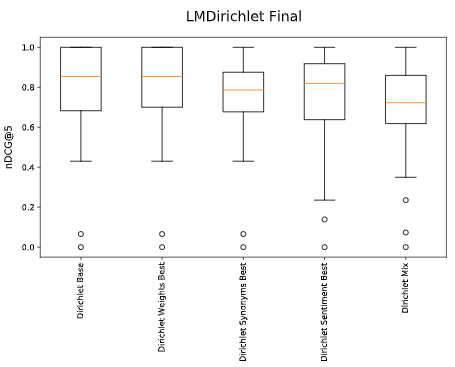 LMDirichlet Final
nDCG@5
1.0
0.8
0.6
0.4
0.2
0.0
Dirichlet Base
Dirichlet Weights Best
Dirichlet Synonyms Best
Dirichlet Sentiment Best
Dirichlet Mix